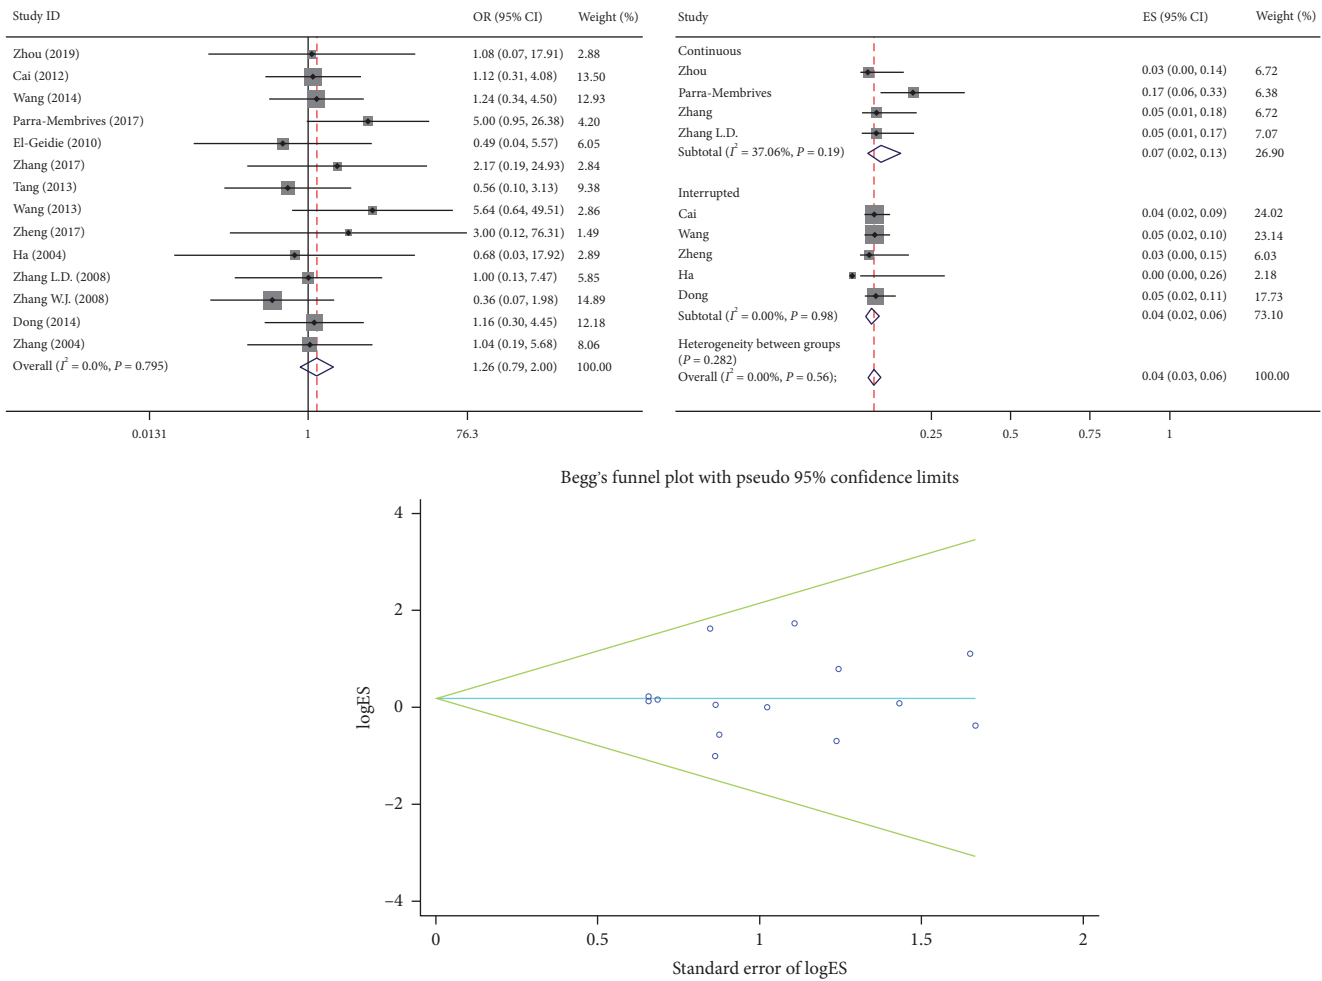 Study ID OR (95% CI) Weight (%)
Zhou (2019) 1.08 (0.07, 17.91) 2.88
Cai (2012) 1.12 (0.31, 4.08) 13.50
Wang (2014) 1.24 (0.34, 4.50) 12.93
Parra-Membrives (2017) 5.00 (0.95, 26.38) 4.20
El-Geidie (2010) 0.49 (0.04, 5.57) 6.05
Zhang (2017) 2.17 (0.19, 24.93) 2.84
Tang (2013) 0.56 (0.10, 3.13) 9.38
Wang (2013) 5.64 (0.64, 49.51) 2.86
Zheng (2017) 3.00 (0.12, 76.31) 1.49
Ha (2004) 0.68 (0.03, 17.92) 2.89
Zhang L.D. (2008) 1.00 (0.13, 7.47) 5.85
Zhang W.J. (2008) 0.36 (0.07, 1.98) 14.89
Dong (2014) 1.16 (0.30, 4.45) 12.18
Zhang (2004) 1.04 (0.19, 5.68) 8.06
Overall (I² = 0.0%, P = 0.795) 1.26 (0.79, 2.00) 100.00
0.0131 1 76.3
Study ES (95% CI) Weight (%)
Continuous
Zhou 0.03 (0.00, 0.14) 6.72
Parra-Membrives 0.17 (0.06, 0.33) 6.38
Zhang 0.05 (0.01, 0.18) 6.72
Zhang L.D. 0.05 (0.01, 0.17) 7.07
Subtotal (I² = 37.06%, P = 0.19) 0.07 (0.02, 0.13) 26.90
Interrupted
Cai 0.04 (0.02, 0.09) 24.02
Wang 0.05 (0.02, 0.10) 23.14
Zheng 0.03 (0.00, 0.15) 6.03
Ha 0.00 (0.00, 0.26) 2.18
Dong 0.05 (0.02, 0.11) 17.73
Subtotal (I² = 0.00%, P = 0.98) 0.04 (0.02, 0.06) 73.10
Heterogeneity between groups
(P = 0.282)
Overall (I² = 0.00%, P = 0.56); 0.04 (0.03, 0.06) 100.00
0.25 0.5 0.75 1
Begg's funnel plot with pseudo 95% confidence limits
4
2
0
–2
–4
logES
0 0.5 1 1.5 2
Standard error of logES